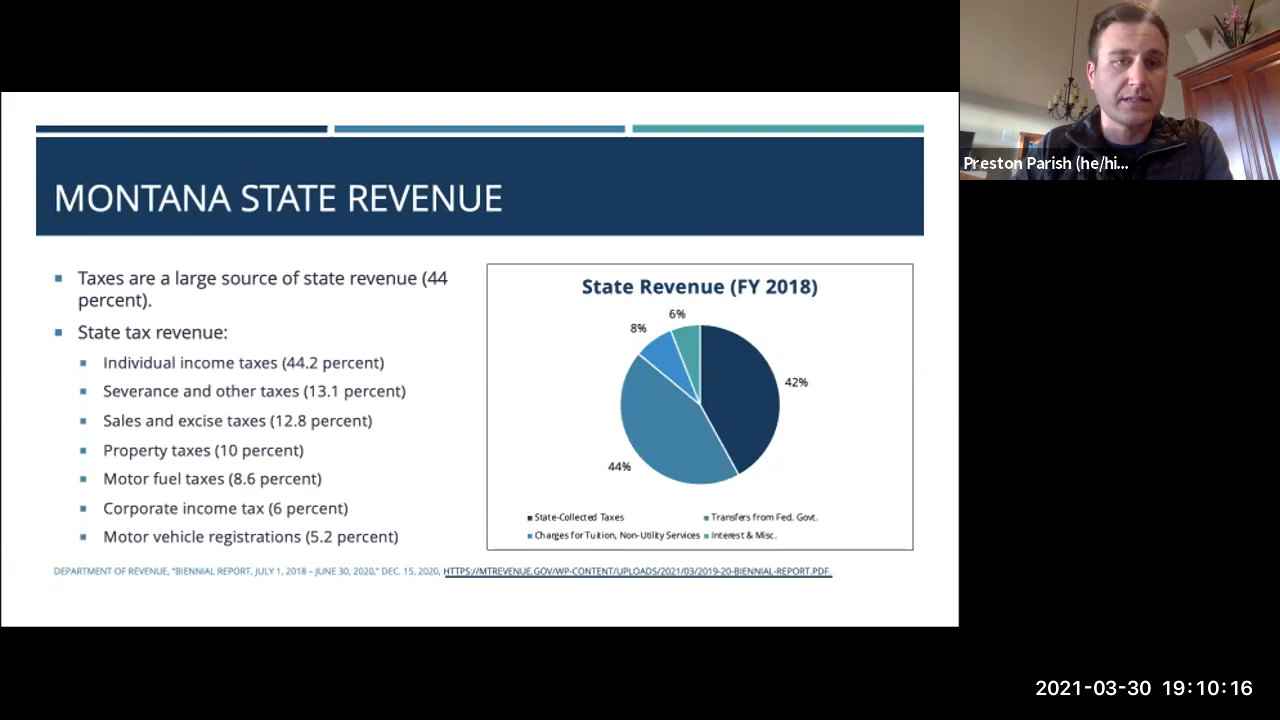 MONTANA STATE REVENUE
Taxes are a large source of state revenue (44
percent).
State tax revenue:
Individual income taxes (44.2 percent)
Severance and other taxes (13.1 percent)
Sales and excise taxes (12.8 percent)
Property taxes (10 percent)
Motor fuel taxes (8.6 percent)
Corporate income tax (6 percent)
Motor vehicle registrations (5.2 percent)
State Revenue (FY 2018)
6%
8%
42%
44%
State-Collected Taxes
Transfers from Fed. Govt.
Charges for Tuition, Non-Utility Services
Interest & Misc.
DEPARTMENT OF REVENUE, "BIENNIAL REPORT, JULY 1, 2018 – JUNE 30, 2020," DEC. 15, 2020, HTTPS://MTREVENUE.GOV/WP-CONTENT/UPLOADS/2021/03/2019-20-BIENNIAL-REPORT.PDF.
Preston Parish (he/hi...
2021-03-30 19:10:16